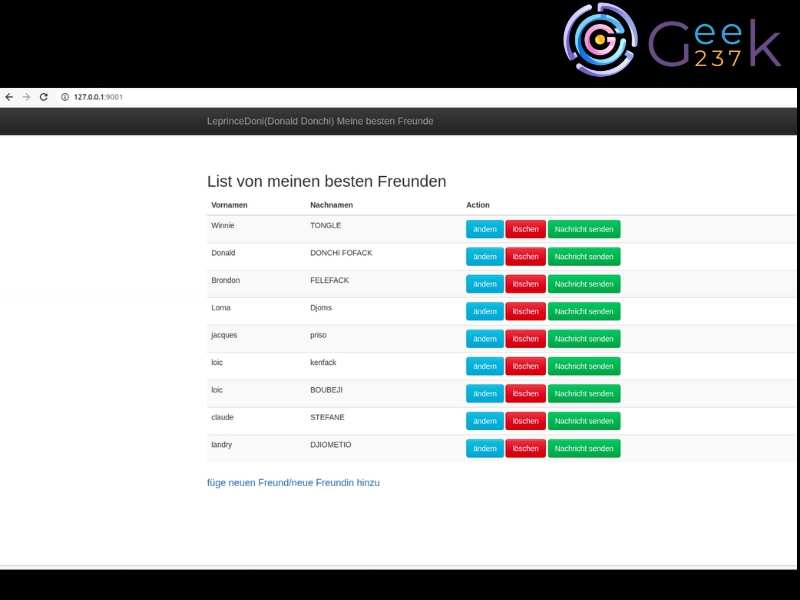 Geek
237
127.0.0.1:9001
LeprinceDoni(Donald Donchi) Meine besten Freunde
List von meinen besten Freunden
Vornamen Nachnamen Action
Winnie TONGLE ändern löschen Nachricht senden
Donald DONCHI FOFACK ändern löschen Nachricht senden
Brondon FELEFACK ändern löschen Nachricht senden
Lorna Djoms ändern löschen Nachricht senden
jacques priso ändern löschen Nachricht senden
loic kenfack ändern löschen Nachricht senden
loic BOUBEJI ändern löschen Nachricht senden
claude STEFANE ändern löschen Nachricht senden
landry DJIOMETIO ändern löschen Nachricht senden
füge neuen Freund/neue Freundin hinzu